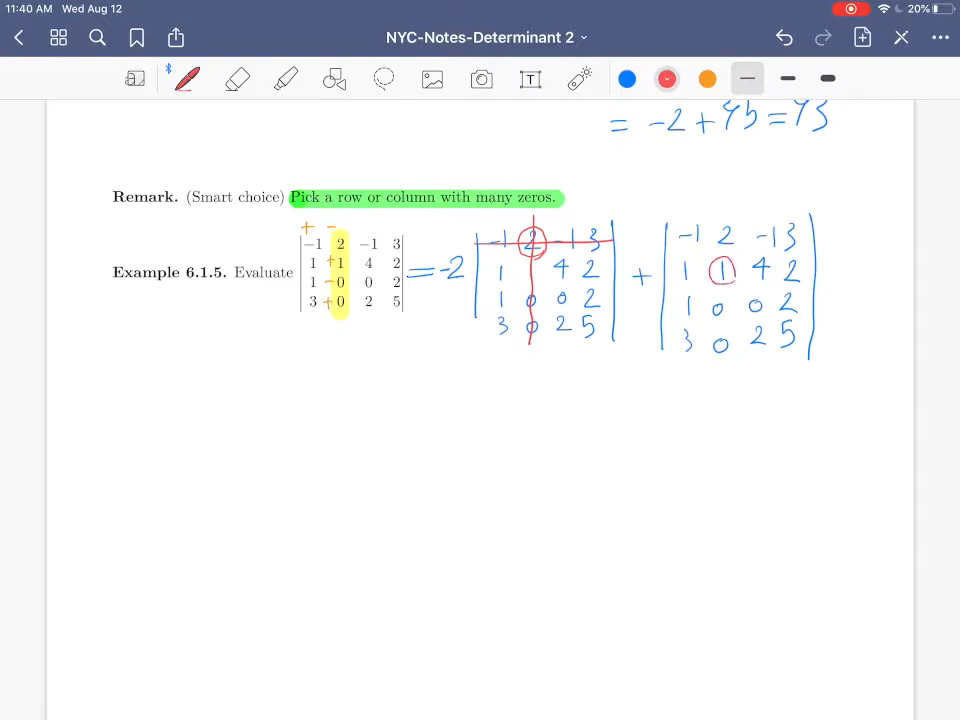 11:40 AM Wed Aug 12 20%
NYC-Notes-Determinant 2
= -2 + 45 = 43
Remark. (Smart choice) Pick a row or column with many zeros.
+ -
-1 2 -1 3 -1 2 -1 3 -1 2 -1 3
1 + 1 4 2 1 4 2 1 1 4 2
Example 6.1.5. Evaluate = -2 +
1 - 0 0 2 1 0 0 2 1 0 0 2
3 + 0 2 5 3 0 2 5 3 0 2 5